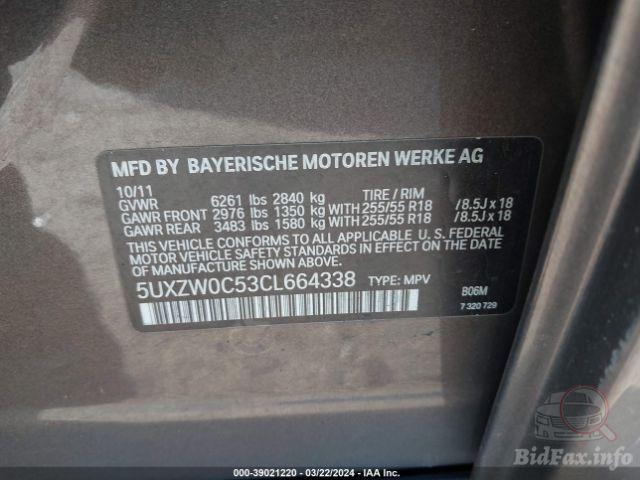 MFD BY BAYERISCHE MOTOREN WERKE AG
10/11
GVWR 6261 lbs 2840 kg TIRE / RIM
GAWR FRONT 2976 lbs 1350 kg WITH 255/55 R18 /8.5J x 18
GAWR REAR 3483 lbs 1580 kg WITH 255/55 R18 /8.5J x 18
THIS VEHICLE CONFORMS TO ALL APPLICABLE U. S. FEDERAL
MOTOR VEHICLE SAFETY STANDARDS IN EFFECT ON THE DATE
OF MANUFACTURE SHOWN ABOVE.
5UXZW0C53CL664338 TYPE: MPV
B06M
7 320 729
BidFax.info
000-39021220 - 03/22/2024 - IAA Inc.